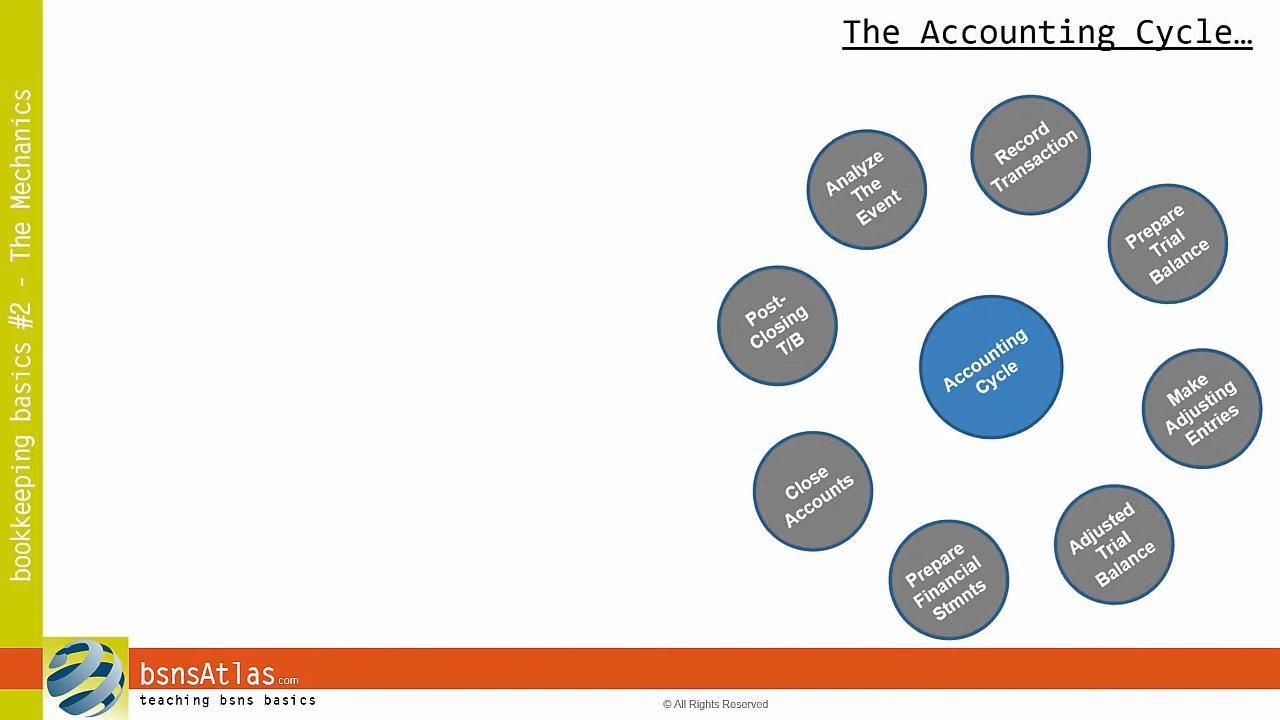 The Accounting Cycle…
bookkeeping basics #2 - The Mechanics
Analyze
The
Event
Record
Transaction
Prepare
Trial
Balance
Make
Adjusting
Entries
Adjusted
Trial
Balance
Prepare
Financial
Stmnts
Close
Accounts
Post-
Closing
T/B
Accounting
Cycle
bsnsAtlas.com
teaching bsns basics
© All Rights Reserved